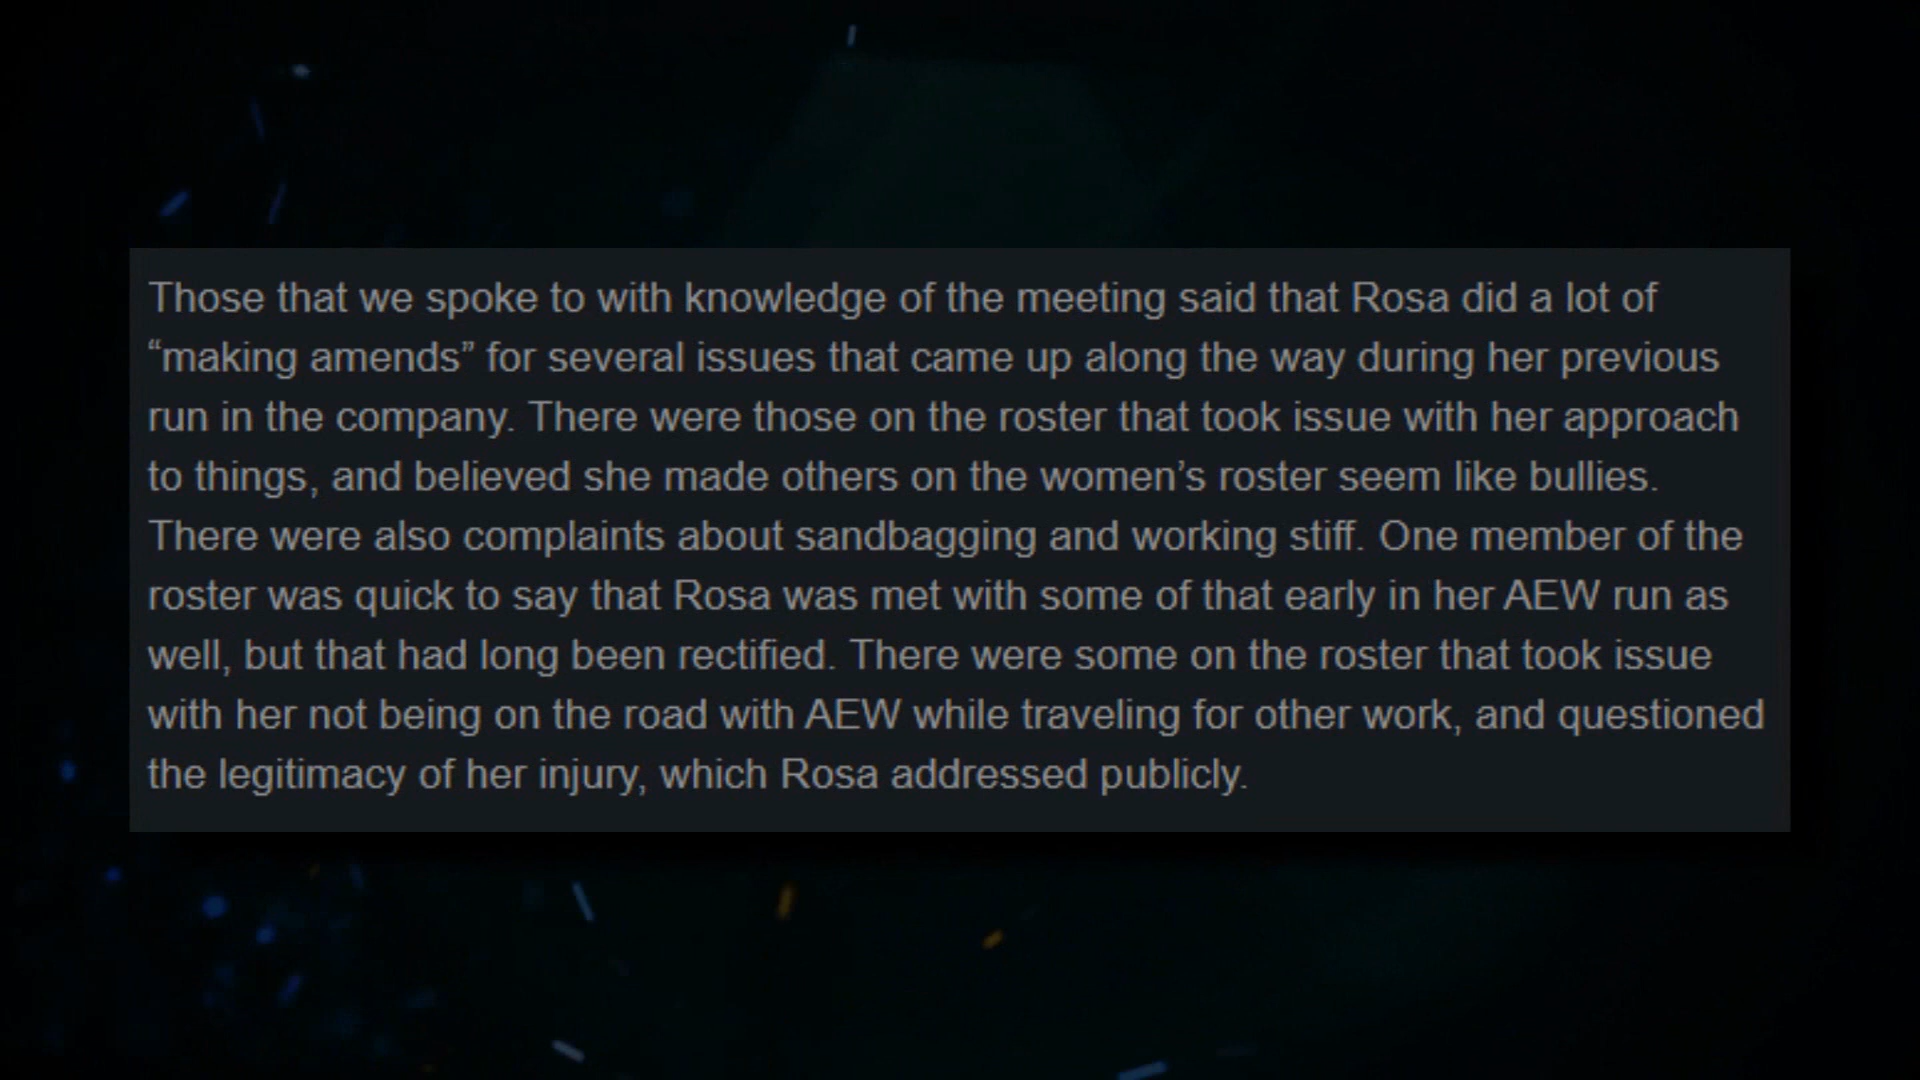 Those that we spoke to with knowledge of the meeting said that Rosa did a lot of
“making amends” for several issues that came up along the way during her previous
run in the company. There were those on the roster that took issue with her approach
to things, and believed she made others on the women’s roster seem like bullies.
There were also complaints about sandbagging and working stiff. One member of the
roster was quick to say that Rosa was met with some of that early in her AEW run as
well, but that had long been rectified. There were some on the roster that took issue
with her not being on the road with AEW while traveling for other work, and questioned
the legitimacy of her injury, which Rosa addressed publicly.